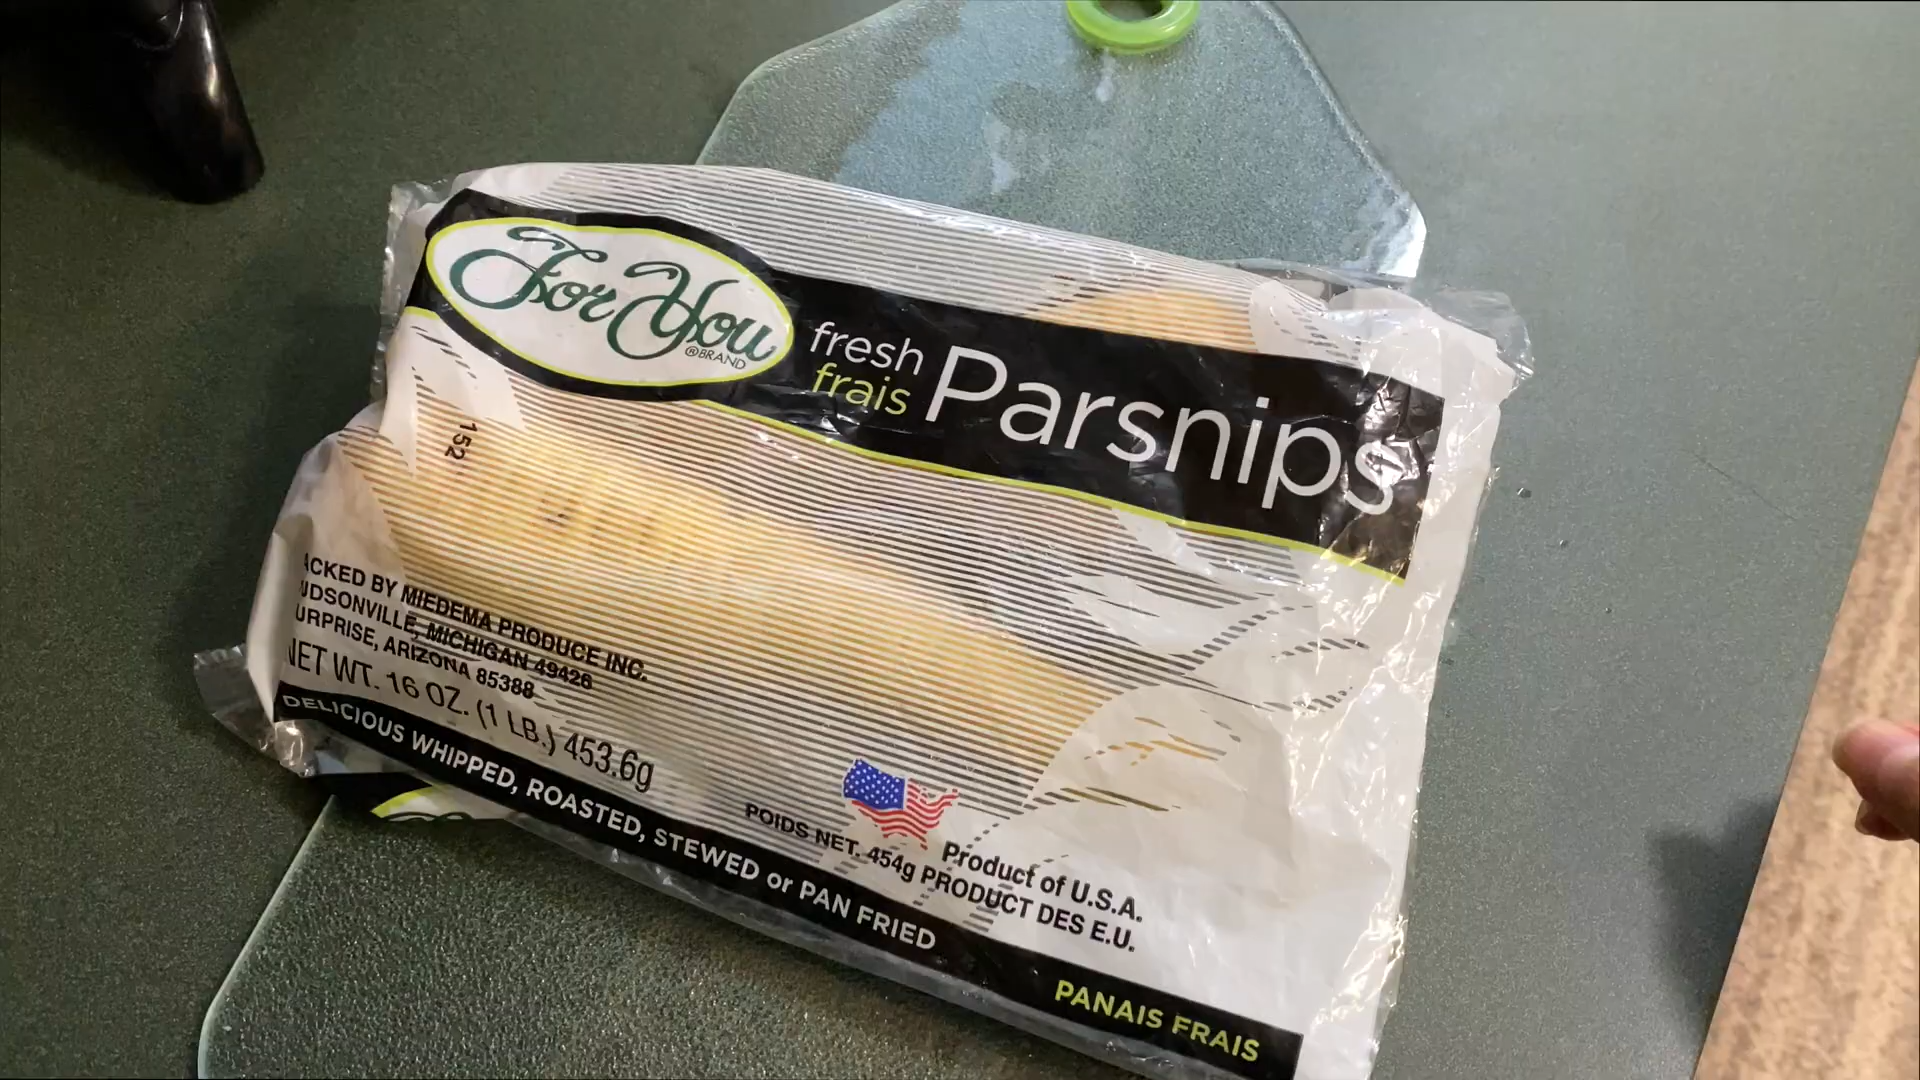 For You
® BRAND
fresh
frais
Parsnips
152
ACKED BY MIEDEMA PRODUCE INC.
UDSONVILLE, MICHIGAN 49426
URPRISE, ARIZONA 85388
NET WT. 16 OZ. (1 LB.) 453.6g
DELICIOUS WHIPPED, ROASTED, STEWED or PAN FRIED
Product of U.S.A.
POIDS NET. 454g PRODUCT DES E.U.
PANAIS FRAIS